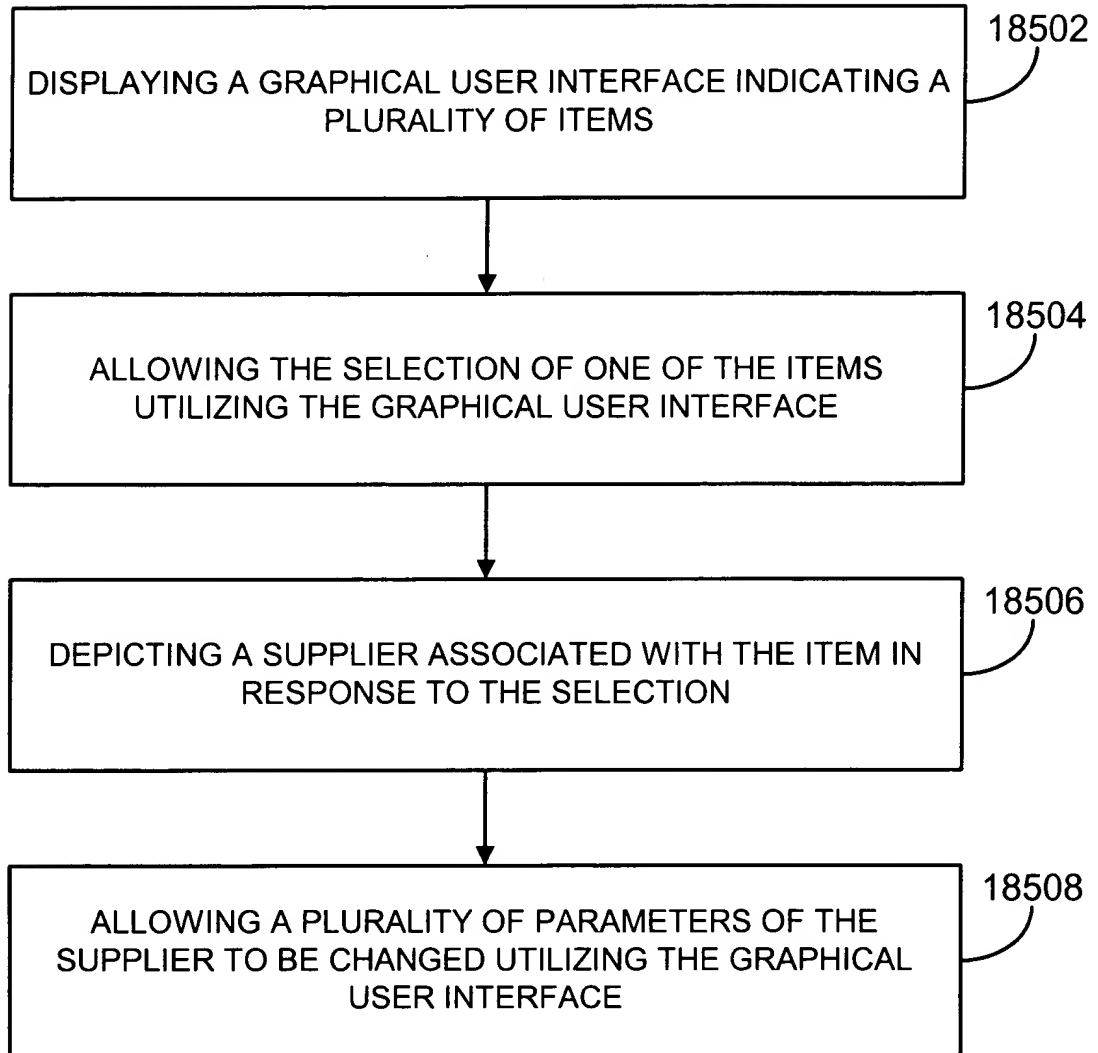 18502
DISPLAYING A GRAPHICAL USER INTERFACE INDICATING A
PLURALITY OF ITEMS
18504
ALLOWING THE SELECTION OF ONE OF THE ITEMS
UTILIZING THE GRAPHICAL USER INTERFACE
18506
DEPICTING A SUPPLIER ASSOCIATED WITH THE ITEM IN
RESPONSE TO THE SELECTION
18508
ALLOWING A PLURALITY OF PARAMETERS OF THE
SUPPLIER TO BE CHANGED UTILIZING THE GRAPHICAL
USER INTERFACE